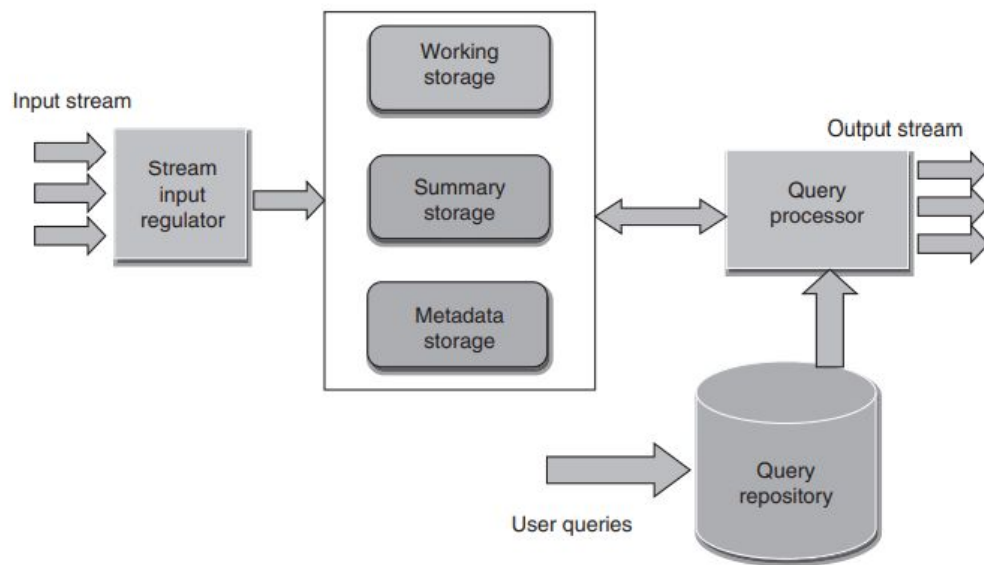 Working
storage
Input stream
Stream
input
regulator
Summary
storage
Metadata
storage
Output stream
Query
processor
Query
repository
User queries